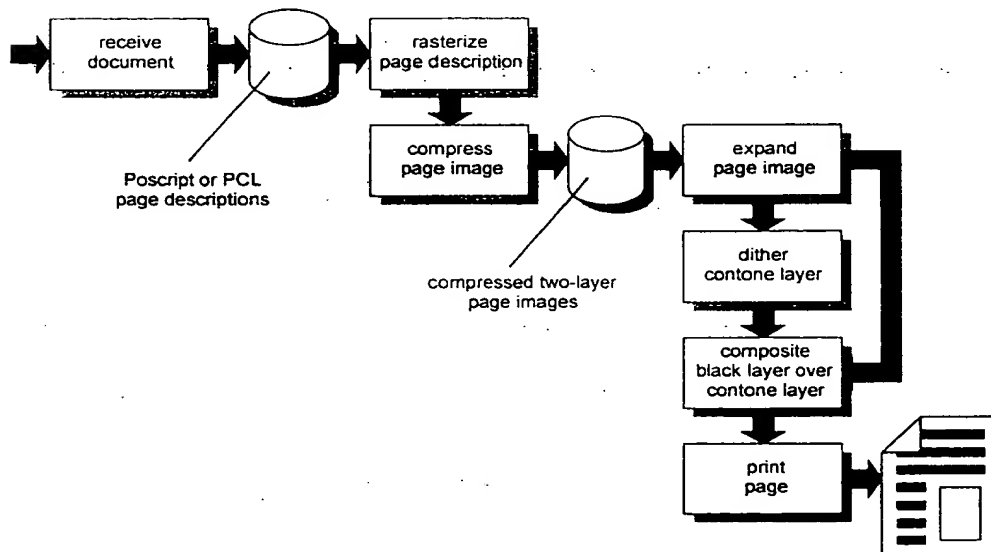 receive
document
rasterize
page description
compress
page image
expand
page image
Poscript or PCL
page descriptions
dither
contone layer
compressed two-layer
page images
composite
black layer over
contone layer
print
page